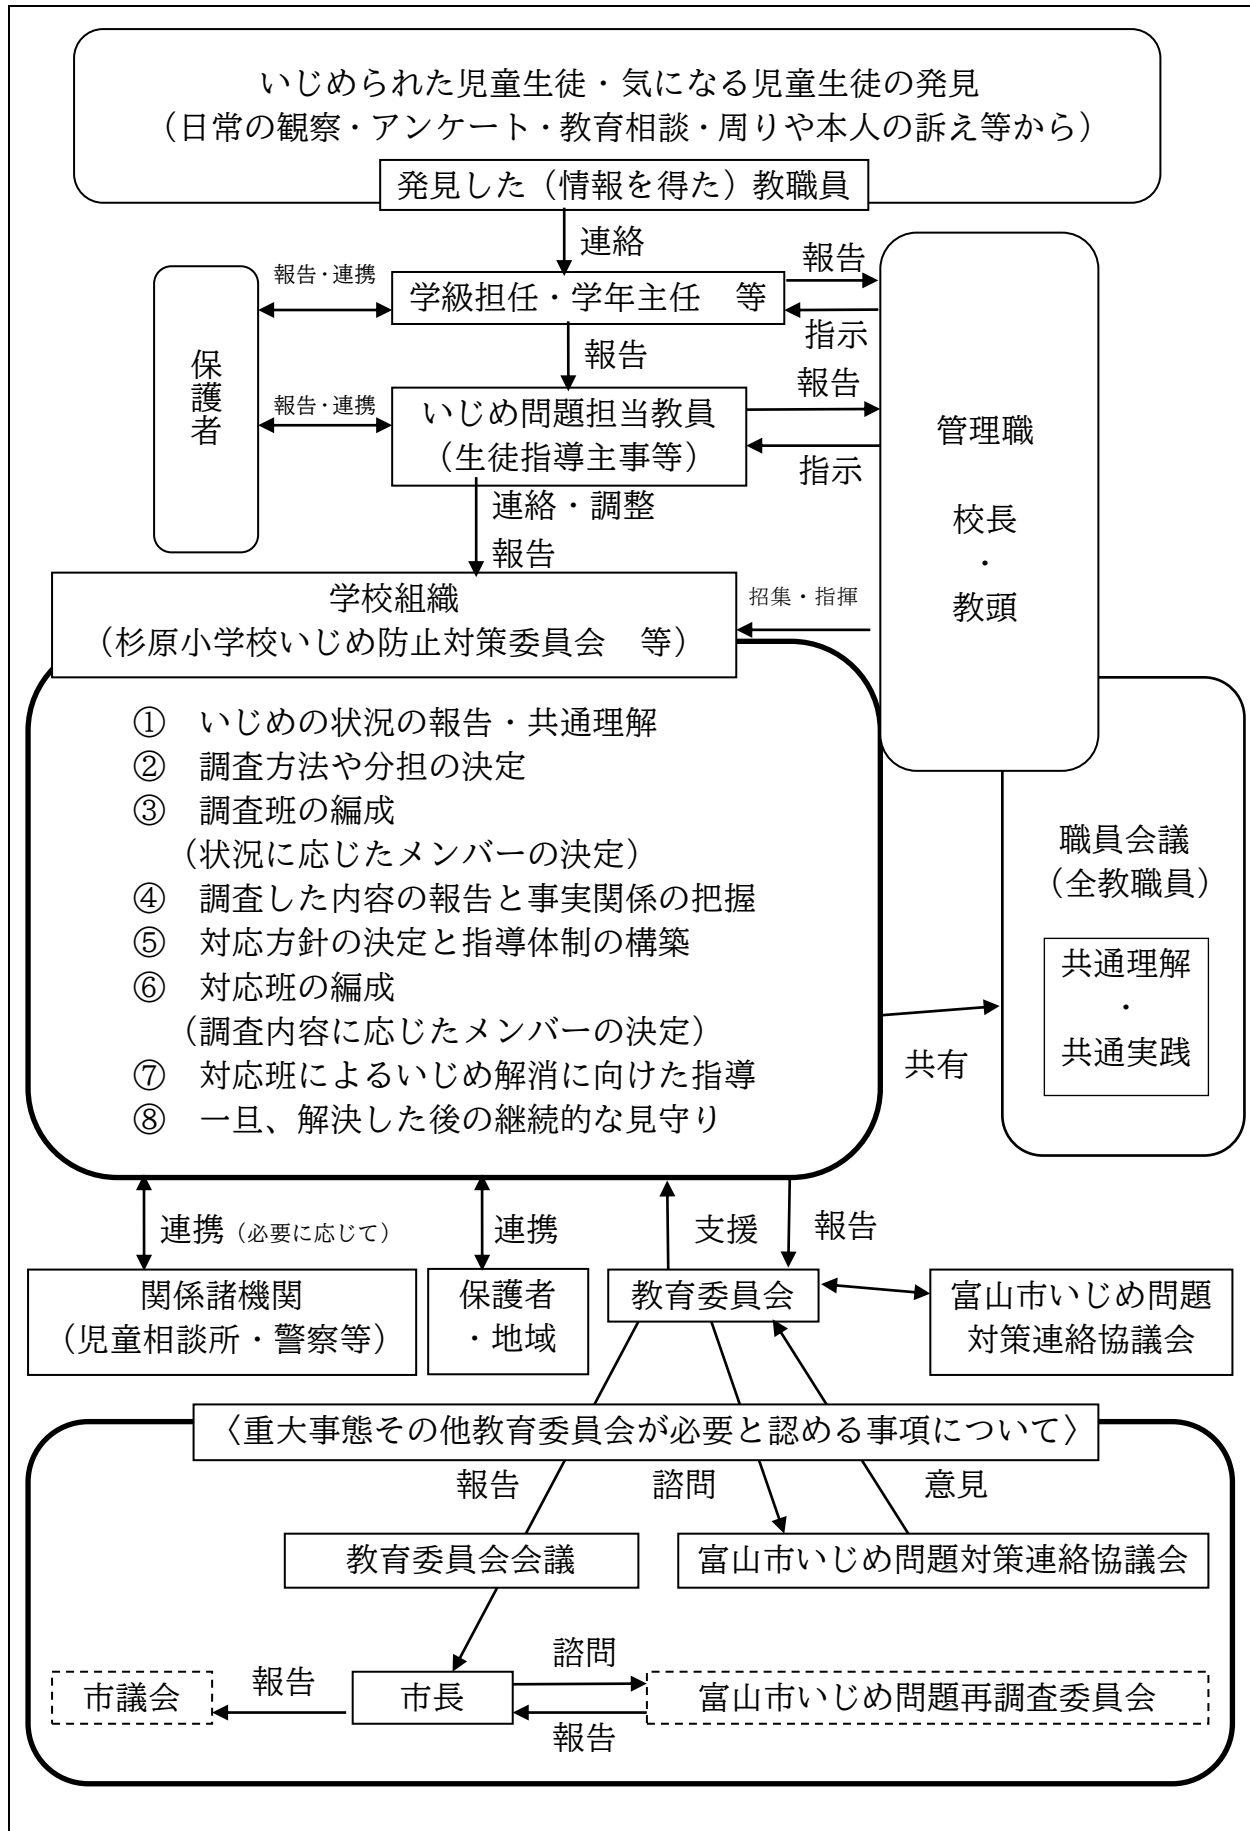 いじめられた児童生徒・気になる児童生徒の発見
（日常の観察・アンケート・教育相談・周りや本人の訴え等から）
発見した（情報を得た）教職員
連絡
報告・連携
学級担任・学年主任　等
報告
指示
保護者
報告
報告・連携
いじめ問題担当教員
（生徒指導主事等）
報告
指示
管理職
校長
・
教頭
連絡・調整
報告
学校組織
（杉原小学校いじめ防止対策委員会　等）
招集・指揮
①　いじめの状況の報告・共通理解
②　調査方法や分担の決定
③　調査班の編成
（状況に応じたメンバーの決定）
④　調査した内容の報告と事実関係の把握
⑤　対応方針の決定と指導体制の構築
⑥　対応班の編成
（調査内容に応じたメンバーの決定）
⑦　対応班によるいじめ解消に向けた指導
⑧　一旦、解決した後の継続的な見守り
共有
職員会議
（全教職員）
共通理解
・
共通実践
連携（必要に応じて）
連携
支援
報告
関係諸機関
（児童相談所・警察等）
保護者
・地域
教育委員会
富山市いじめ問題
対策連絡協議会
〈重大事態その他教育委員会が必要と認める事項について〉
報告
諮問
意見
教育委員会会議
富山市いじめ問題対策連絡協議会
市議会
報告
市長
諮問
報告
富山市いじめ問題再調査委員会